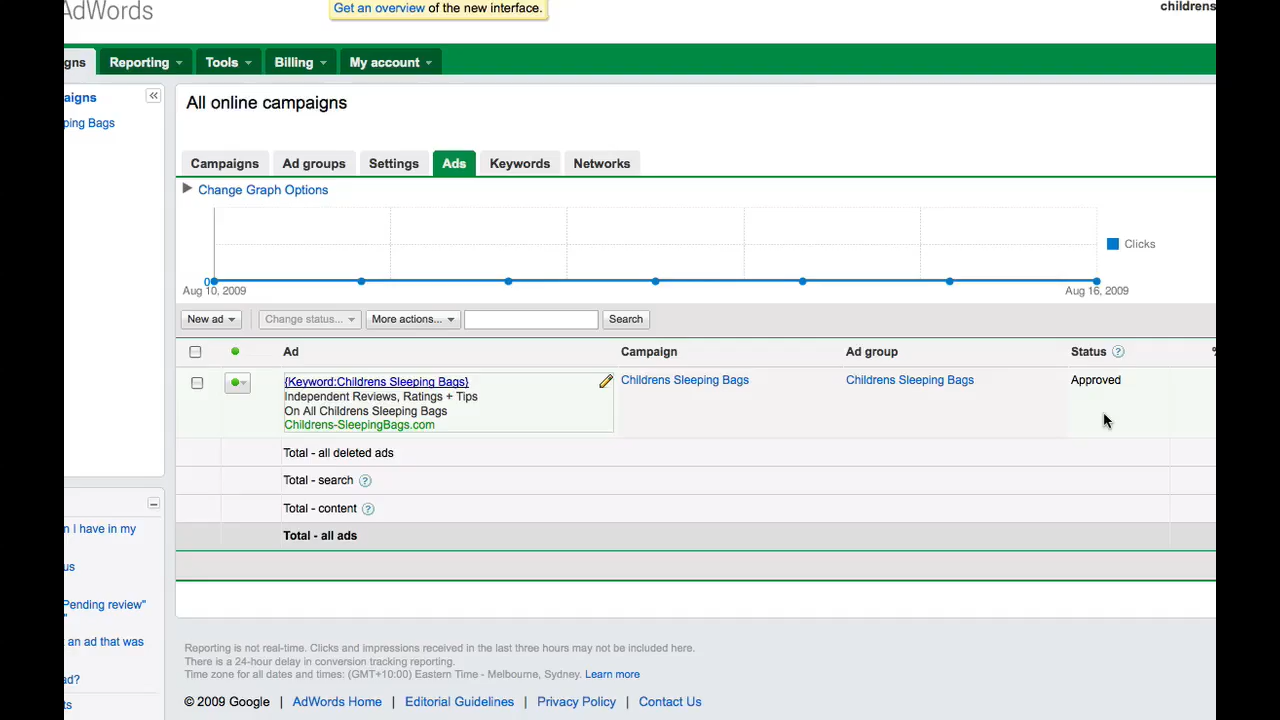 AdWords
Get an overview of the new interface.
childrens
gns
Reporting
Tools
Billing
My account
aigns
ping Bags
All online campaigns
Campaigns
Ad groups
Settings
Ads
Keywords
Networks
Change Graph Options
0
Clicks
Aug 10, 2009
Aug 16, 2009
New ad
Change status...
More actions...
Search
Ad
Campaign
Ad group
Status ?
{Keyword:Childrens Sleeping Bags}
Independent Reviews, Ratings + Tips
On All Childrens Sleeping Bags
Childrens-SleepingBags.com
Childrens Sleeping Bags
Childrens Sleeping Bags
Approved
Total - all deleted ads
Total - search ?
Total - content ?
Total - all ads
n I have in my
us
Pending review"
"
an ad that was
ad?
ts
Reporting is not real-time. Clicks and impressions received in the last three hours may not be included here.
There is a 24-hour delay in conversion tracking reporting.
Time zone for all dates and times: (GMT+10:00) Eastern Time - Melbourne, Sydney. Learn more
© 2009 Google | AdWords Home | Editorial Guidelines | Privacy Policy | Contact Us